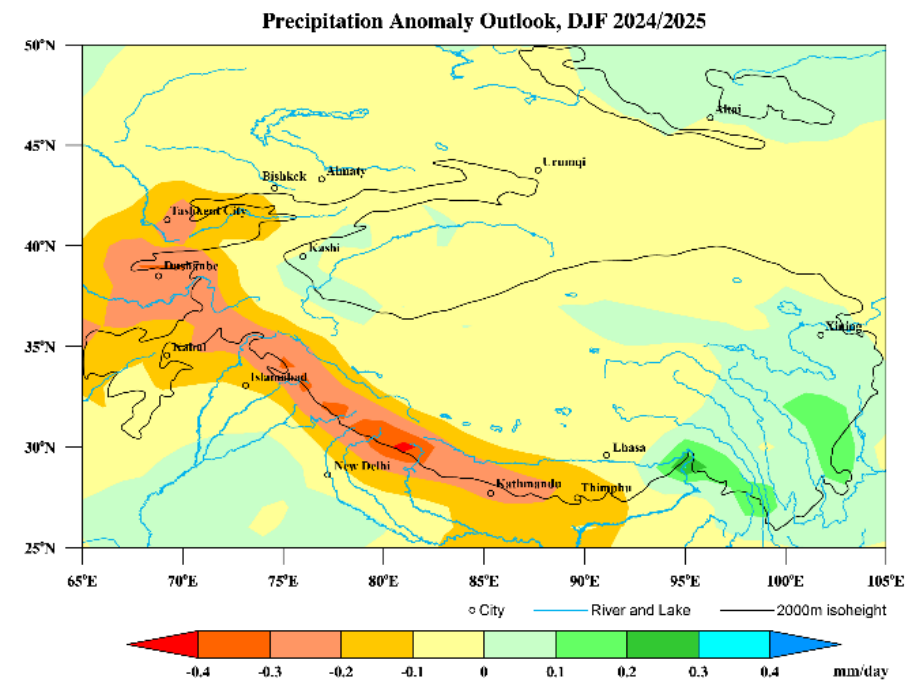 Precipitation Anomaly Outlook, DJF 2024/2025
50°N
Altai
45°N
Urumqi
Bishkek
Almaty
Tashkent City
40°N
Kashi
Dushanbe
Xining
35°N
Kabul
Islamabad
30°N
Lhasa
New Delhi
Kathmandu
Thimphu
25°N
65°E 70°E 75°E 80°E 85°E 90°E 95°E 100°E 105°E
City River and Lake 2000m isoheight
-0.4 -0.3 -0.2 -0.1 0 0.1 0.2 0.3 0.4 mm/day